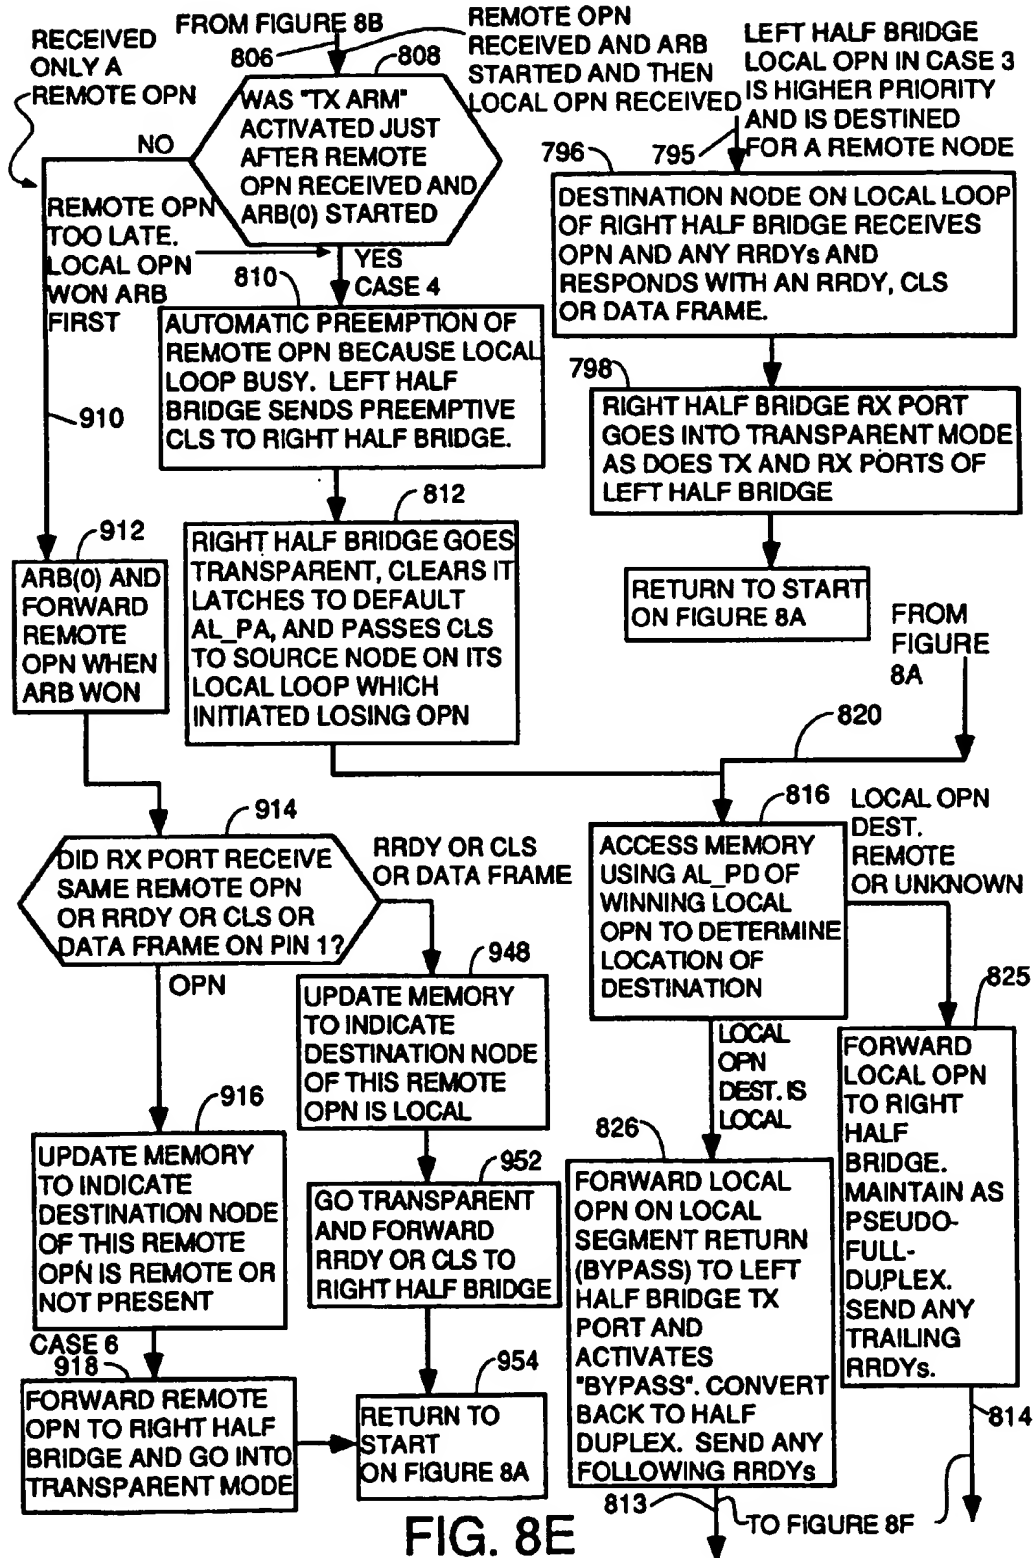 FROM FIGURE 8B
806
808
REMOTE OPN
RECEIVED AND ARB
STARTED AND THEN
LOCAL OPN RECEIVED
RECEIVED
ONLY A
REMOTE OPN
LEFT HALF BRIDGE
LOCAL OPN IN CASE 3
IS HIGHER PRIORITY
AND IS DESTINED
FOR A REMOTE NODE
WAS "TX ARM"
ACTIVATED JUST
AFTER REMOTE
OPN RECEIVED AND
ARB(0) STARTED
NO
796
795
DESTINATION NODE ON LOCAL LOOP
OF RIGHT HALF BRIDGE RECEIVES
OPN AND ANY RRDYs AND
RESPONDS WITH AN RRDY, CLS
OR DATA FRAME.
REMOTE OPN
TOO LATE.
LOCAL OPN
WON ARB
FIRST
810
YES
CASE 4
AUTOMATIC PREEMPTION OF
REMOTE OPN BECAUSE LOCAL
LOOP BUSY. LEFT HALF
BRIDGE SENDS PREEMPTIVE
CLS TO RIGHT HALF BRIDGE.
798
RIGHT HALF BRIDGE RX PORT
GOES INTO TRANSPARENT MODE
AS DOES TX AND RX PORTS OF
LEFT HALF BRIDGE
910
812
RIGHT HALF BRIDGE GOES
TRANSPARENT, CLEARS IT
LATCHES TO DEFAULT
AL_PA, AND PASSES CLS
TO SOURCE NODE ON ITS
LOCAL LOOP WHICH
INITIATED LOSING OPN
912
ARB(0) AND
FORWARD
REMOTE
OPN WHEN
ARB WON
RETURN TO START
ON FIGURE 8A
FROM
FIGURE
8A
820
914
DID RX PORT RECEIVE
SAME REMOTE OPN
OR RRDY OR CLS OR
DATA FRAME ON PIN 1?
RRDY OR CLS
OR DATA FRAME
816
ACCESS MEMORY
USING AL_PD OF
WINNING LOCAL
OPN TO DETERMINE
LOCATION OF
DESTINATION
LOCAL OPN
DEST.
REMOTE
OR UNKNOWN
OPN
948
UPDATE MEMORY
TO INDICATE
DESTINATION NODE
OF THIS REMOTE
OPN IS LOCAL
LOCAL
OPN
DEST. IS
LOCAL
825
FORWARD
LOCAL OPN
TO RIGHT
HALF
BRIDGE.
MAINTAIN AS
PSEUDO-
FULL-
DUPLEX.
SEND ANY
TRAILING
RRDYs.
916
UPDATE MEMORY
TO INDICATE
DESTINATION NODE
OF THIS REMOTE
OPN IS REMOTE OR
NOT PRESENT
952
GO TRANSPARENT
AND FORWARD
RRDY OR CLS TO
RIGHT HALF BRIDGE
826
FORWARD LOCAL
OPN ON LOCAL
SEGMENT RETURN
(BYPASS) TO LEFT
HALF BRIDGE TX
PORT AND
ACTIVATES
"BYPASS". CONVERT
BACK TO HALF
DUPLEX. SEND ANY
FOLLOWING RRDYs
CASE 6
918
FORWARD REMOTE
OPN TO RIGHT HALF
BRIDGE AND GO INTO
TRANSPARENT MODE
954
RETURN TO
START
ON FIGURE 8A
814
813
TO FIGURE 8F
FIG. 8E